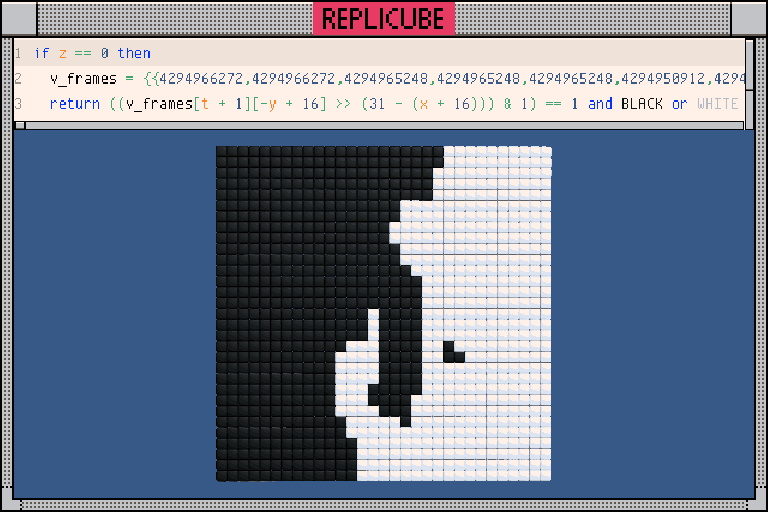 REPLICUBE
1 if z == 0 then
2 v_frames = {{4294966272,4294966272,4294965248,4294965248,4294965248,4294950912,4294
3 return ((v_frames[t + 1][-y + 16] >> (31 - (x + 16))) & 1) == 1 and BLACK or WHITE